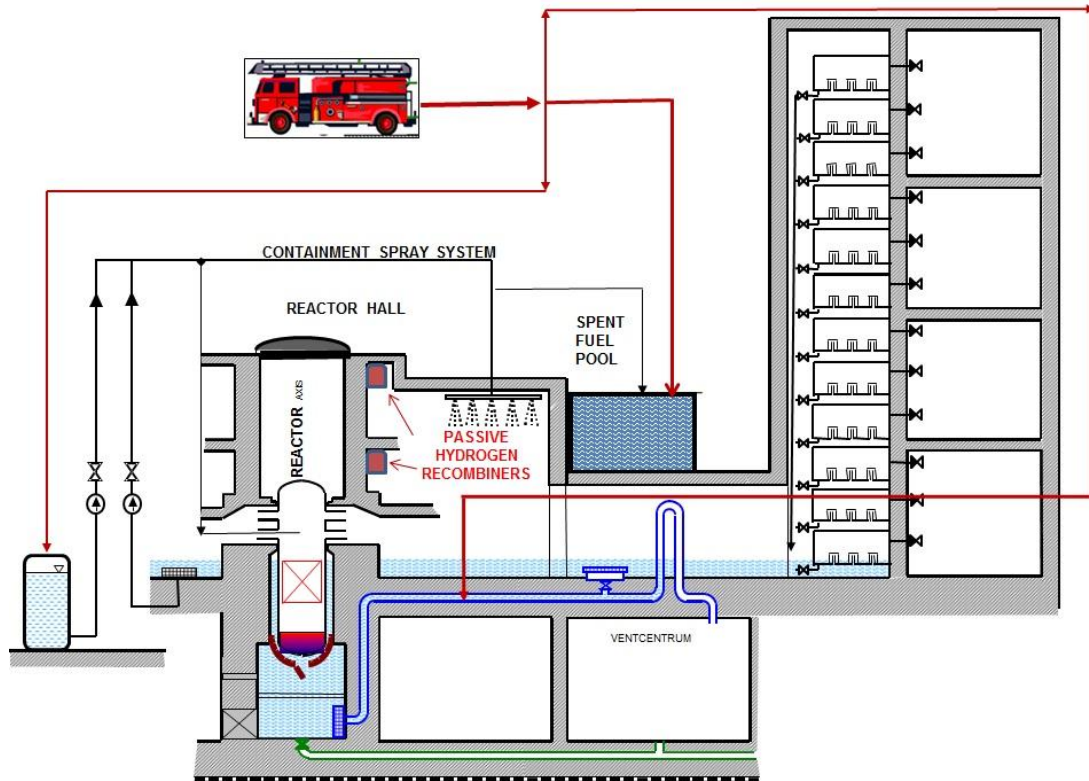 CONTAINMENT SPRAY SYSTEM
REACTOR HALL
SPENT
FUEL
POOL
REACTOR AXIS
PASSIVE
HYDROGEN
RECOMBINERS
VENTCENTRUM